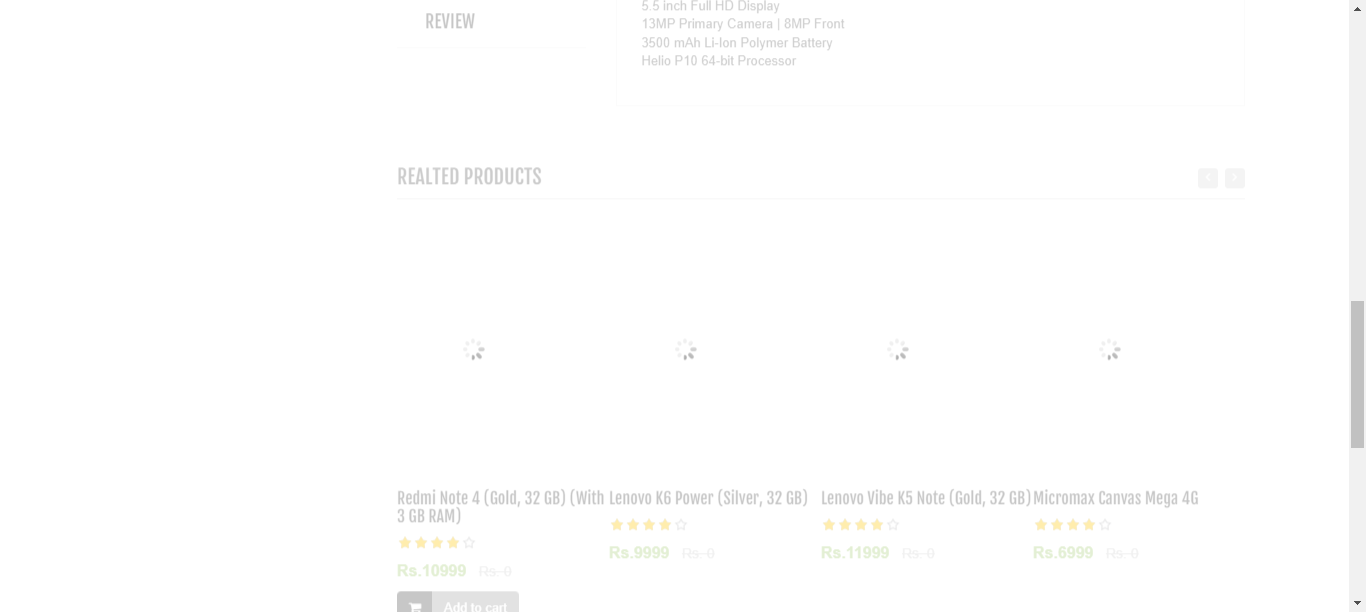 5.5 inch Full HD Display
REVIEW
13MP Primary Camera | 8MP Front
3500 mAh Li-Ion Polymer Battery
Helio P10 64-bit Processor
REALTED PRODUCTS
Redmi Note 4 (Gold, 32 GB) (With
3 GB RAM)
Rs.10999 Rs. 0
Add to cart
Lenovo K6 Power (Silver, 32 GB)
Rs.9999 Rs. 0
Lenovo Vibe K5 Note (Gold, 32 GB)
Rs.11999 Rs. 0
Micromax Canvas Mega 4G
Rs.6999 Rs. 0